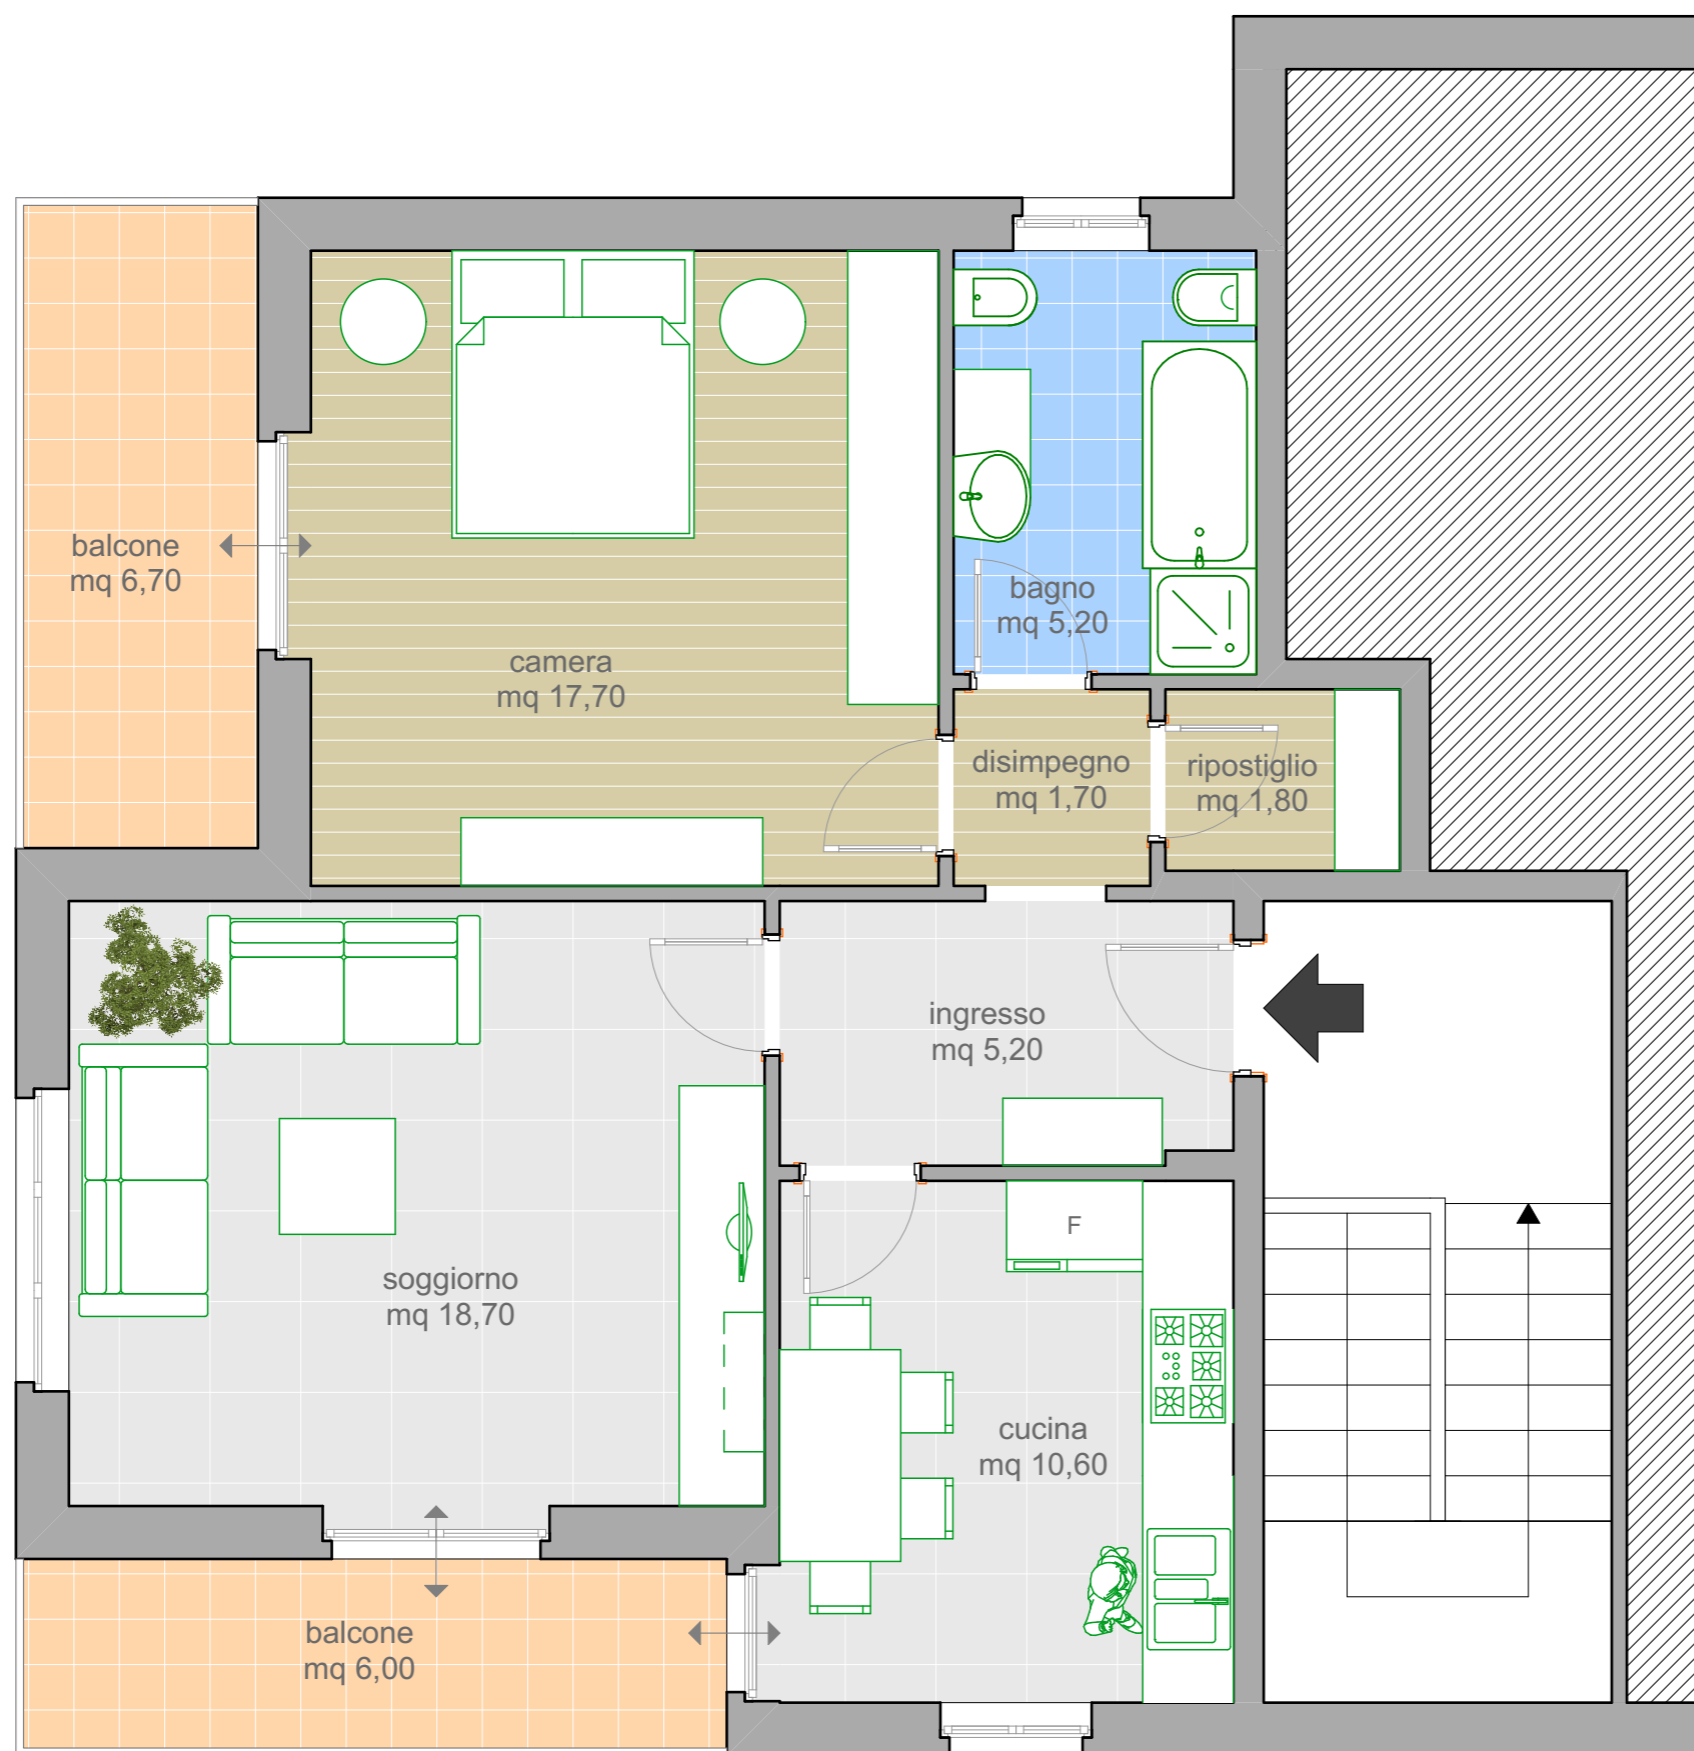 balcone
mq 6,70
camera
mq 17,70
bagno
mq 5,20
disimpegno
mq 1,70
ripostiglio
mq 1,80
ingresso
mq 5,20
soggiorno
mq 18,70
F
cucina
mq 10,60
balcone
mq 6,00